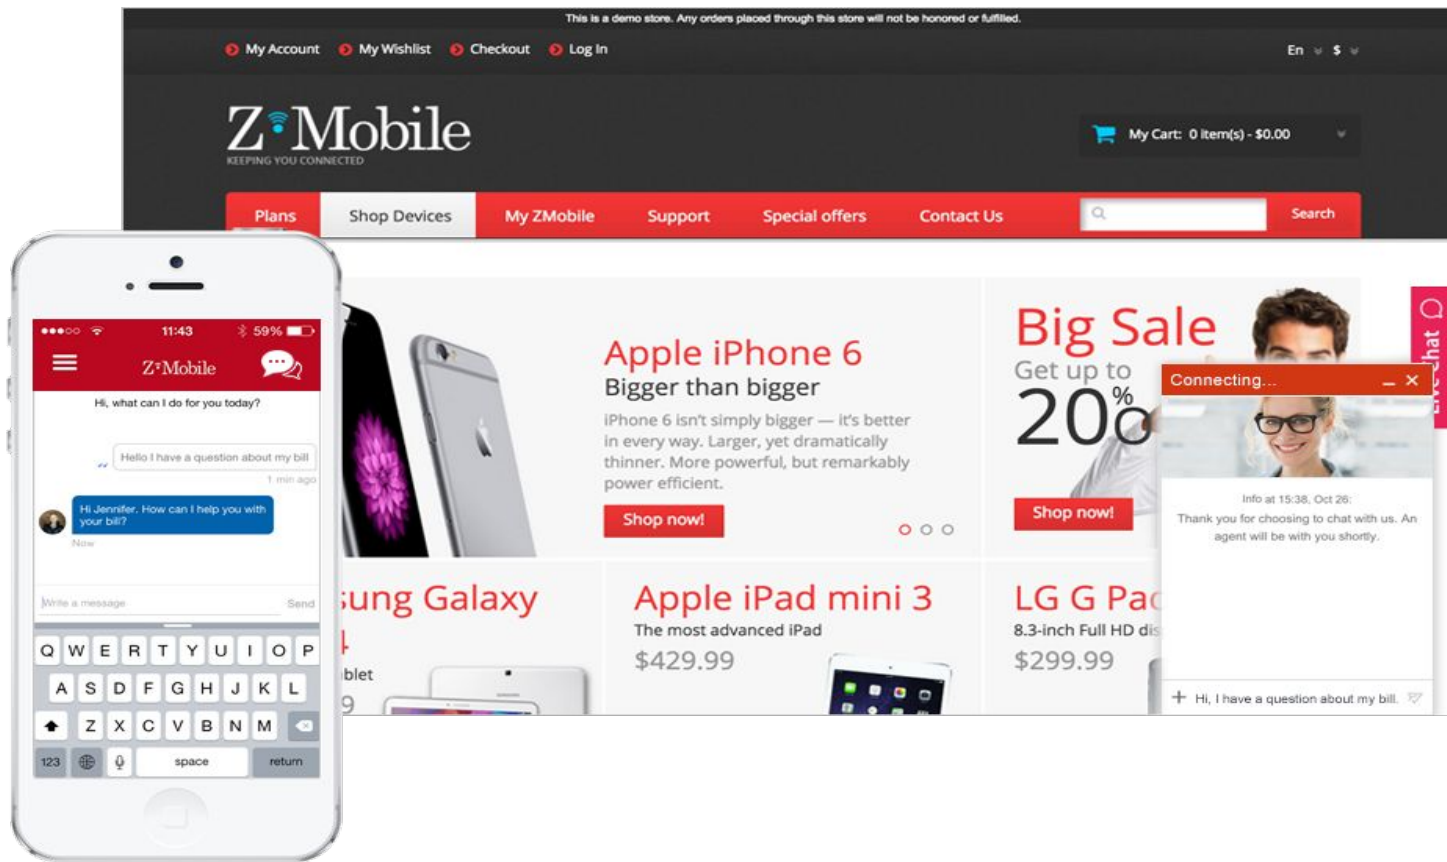 This is a demo store. Any orders placed through this store will not be honored or fulfilled.
My Account My Wishlist Checkout Log In
En $
Z Mobile
KEEPING YOU CONNECTED
My Cart: 0 item(s) - $0.00
Plans Shop Devices My ZMobile Support Special offers Contact Us
Search
Apple iPhone 6
Bigger than bigger
iPhone 6 isn't simply bigger — it's better
in every way. Larger, yet dramatically
thinner. More powerful, but remarkably
power efficient.
Shop now!
Big Sale
Get up to
20%
Shop now!
Live Chat
Connecting...
Info at 15:38, Oct 26:
Thank you for choosing to chat with us. An
agent will be with you shortly.
Hi, I have a question about my bill.
Galaxy
Apple iPad mini 3
The most advanced iPad
$429.99
LG G
8.3-inch Full HD
$299.99
SAMSUNG
11:43 59%
Z Mobile
Hi, what can I do for you today?
Hello I have a question about my bill
1 min ago
Hi Jennifer. How can I help you with
your bill?
Now
Write a message Send
Q W E R T Y U I O P
A S D F G H J K L
Z X C V B N M
123 space return